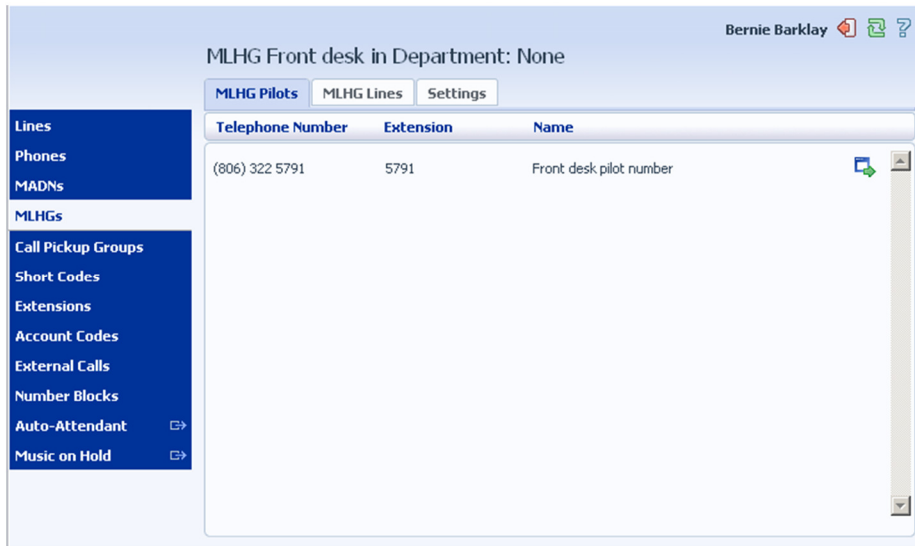 Bernie Barklay
MLHG Front desk in Department: None
MLHG Pilots MLHG Lines Settings
Telephone Number Extension Name
(806) 322 5791 5791 Front desk pilot number
Lines
Phones
MADNs
MLHGs
Call Pickup Groups
Short Codes
Extensions
Account Codes
External Calls
Number Blocks
Auto-Attendant
Music on Hold